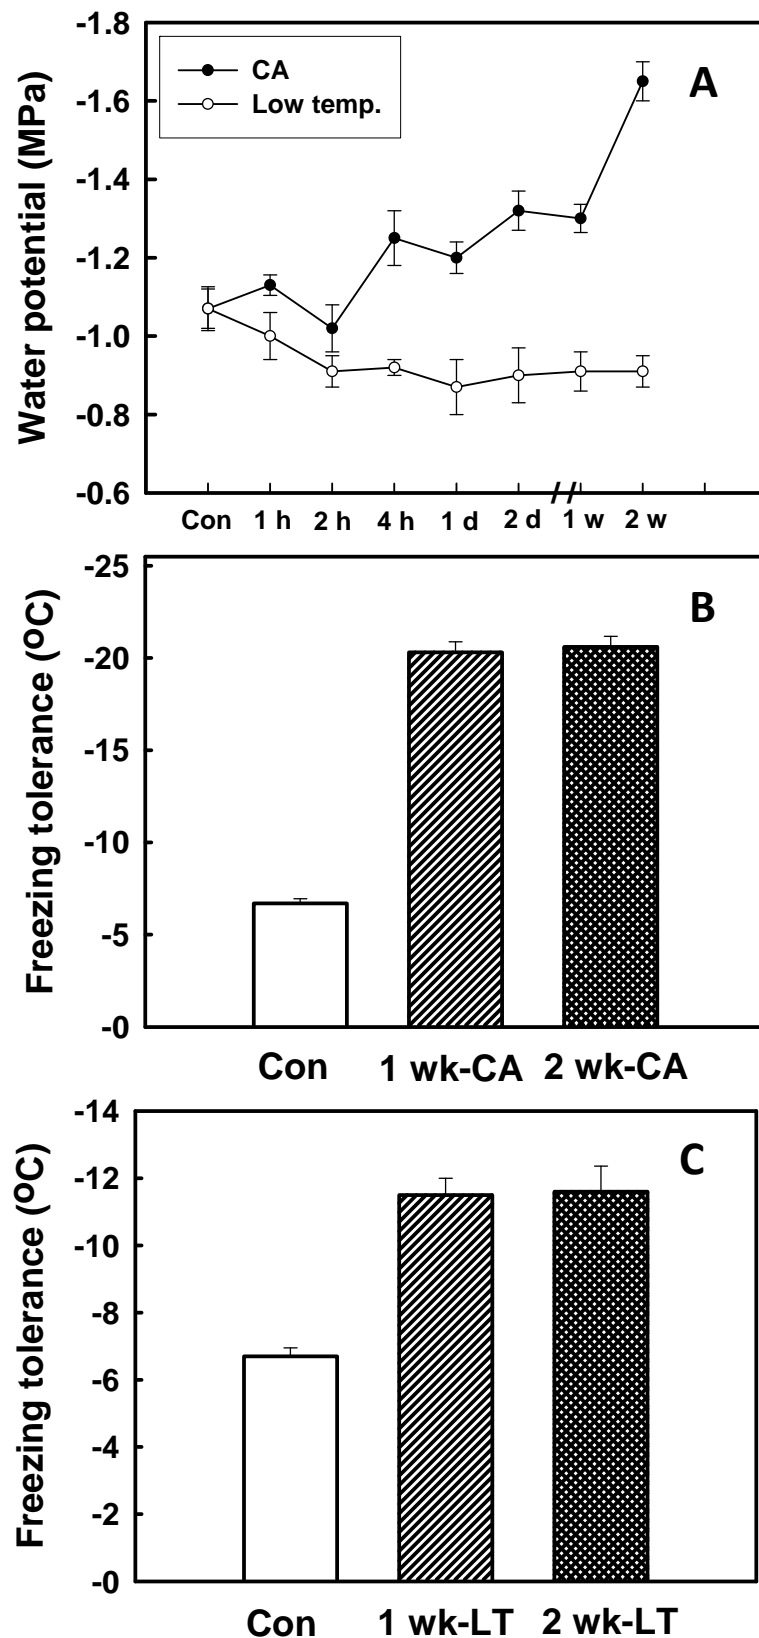 -1.8
CA
Low temp.
A
-1.6
-1.4
-1.2
-1.0
-0.8
-0.6
Water potential (MPa)
Con 1 h 2 h 4 h 1 d 2 d 1 w 2 w
-25
B
-20
-15
-10
-5
-0
Freezing tolerance (ºC)
Con 1 wk-CA 2 wk-CA
-14
C
-12
-10
-8
-6
-4
-2
-0
Freezing tolerance (ºC)
Con 1 wk-LT 2 wk-LT